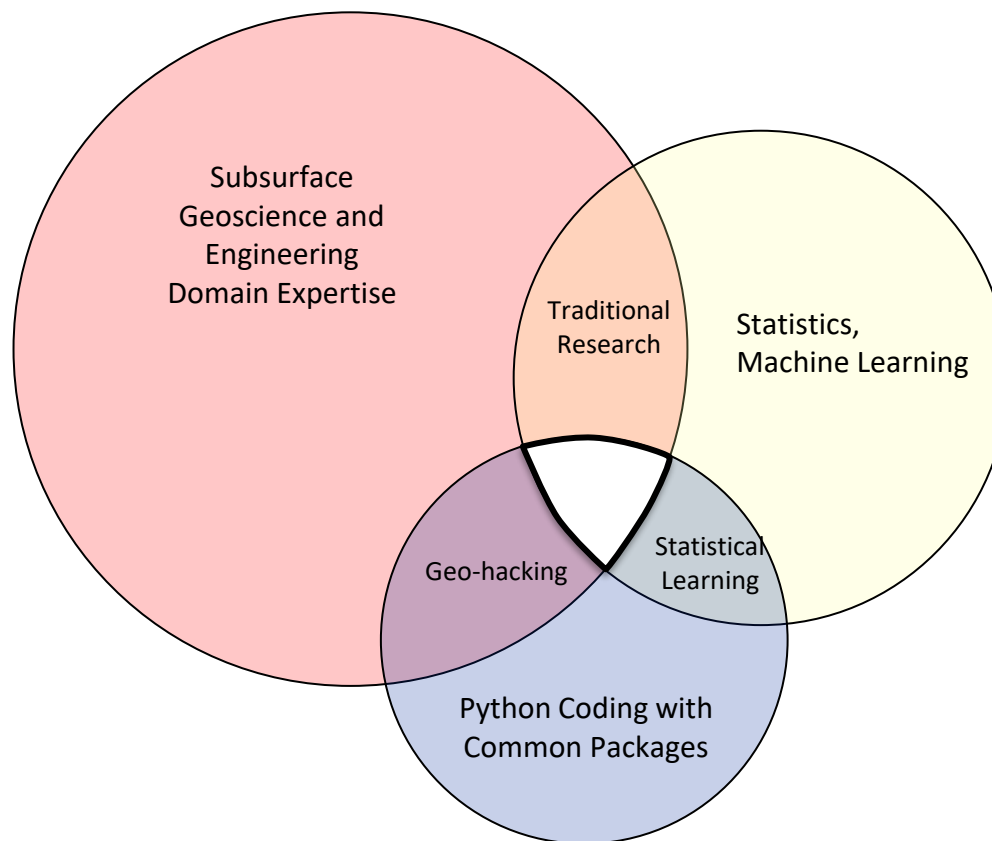 Subsurface
Geoscience and
Engineering
Domain Expertise
Traditional
Research
Statistics,
Machine Learning
Geo-hacking
Statistical
Learning
Python Coding with
Common Packages